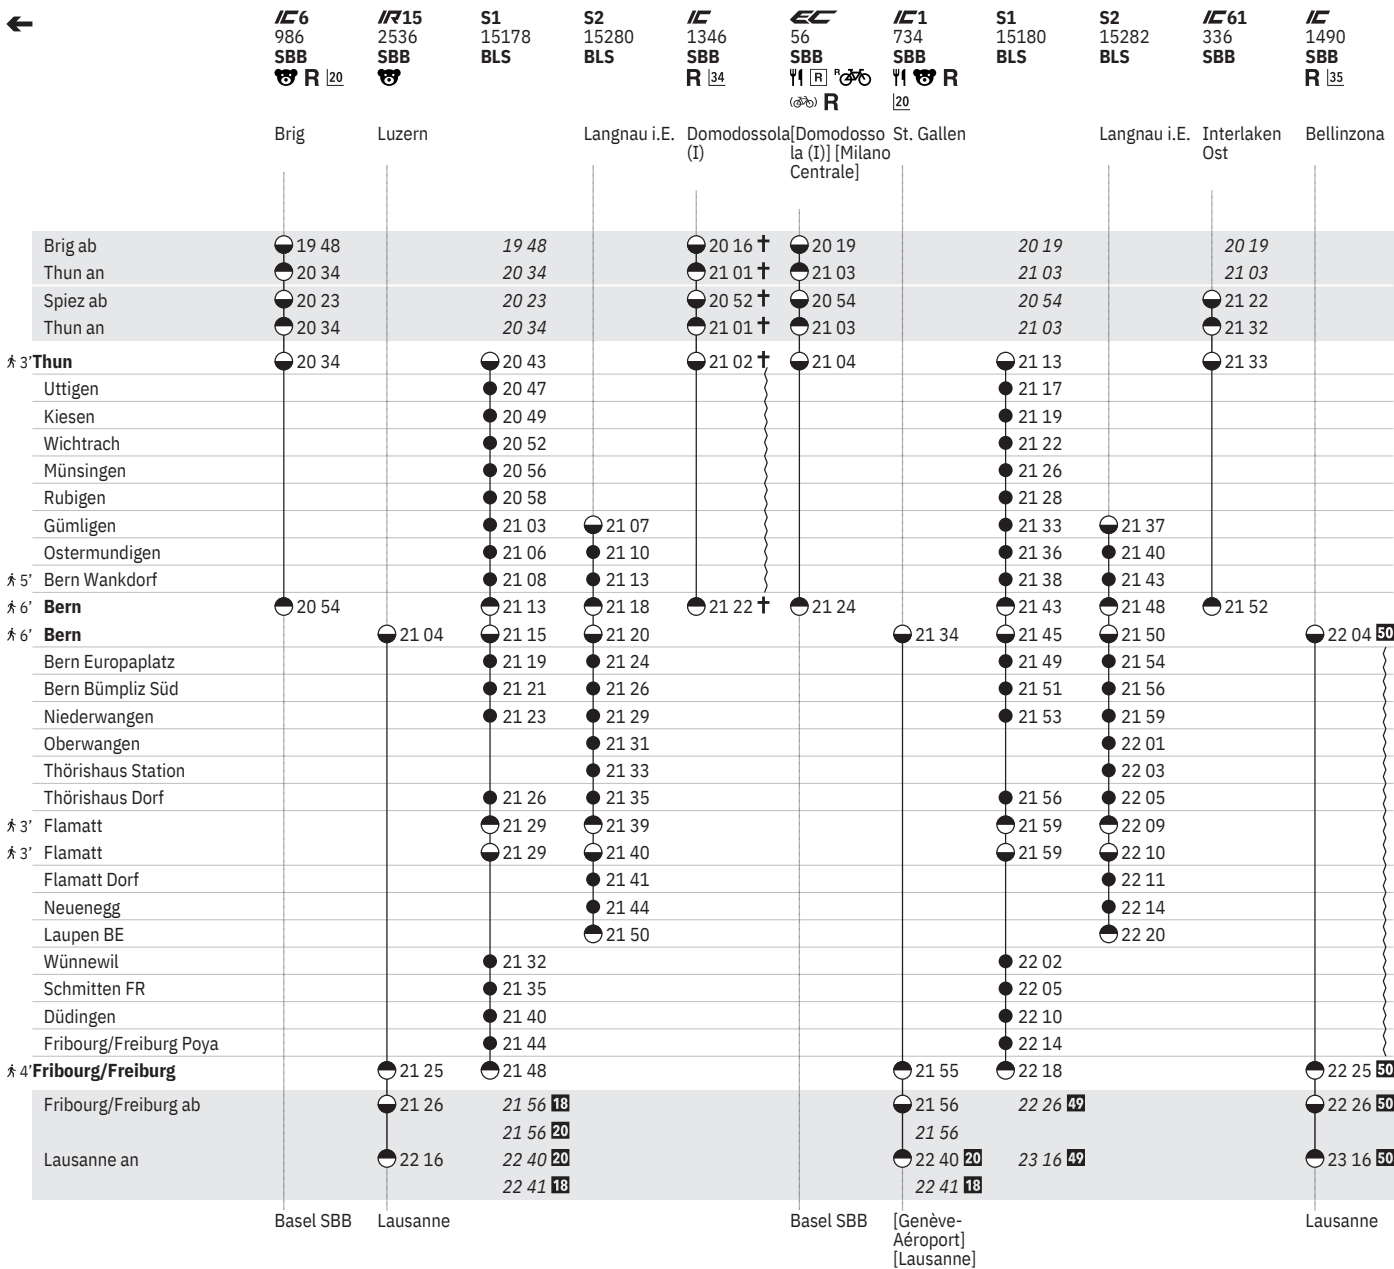 IC 6 IR 15 S1 S2 IC EC IC 1 S1 S2 IC 61 IC
986 2536 15178 15280 1346 56 734 15180 15282 336 1490
SBB SBB BLS BLS SBB SBB SBB BLS BLS SBB SBB
R 20 R 34 R R R R 35
R 20
Brig Luzern Langnau i.E. Domodossola [Domodosso St. Gallen Langnau i.E. Interlaken Bellinzona
(I) la (I)] [Milano Ost
Centrale]
Brig ab 19 48 19 48 20 16 † 20 19 20 19 20 19
Thun an 20 34 20 34 21 01 † 21 03 21 03 21 03
Spiez ab 20 23 20 23 20 52 † 20 54 20 54 21 22
Thun an 20 34 20 34 21 01 † 21 03 21 03 21 32
3' Thun 20 34 20 43 21 02 † 21 04 21 13 21 33
Uttigen 20 47 21 17
Kiesen 20 49 21 19
Wichtrach 20 52 21 22
Münsingen 20 56 21 26
Rubigen 20 58 21 28
Gümligen 21 03 21 07 21 33 21 37
Ostermundigen 21 06 21 10 21 36 21 40
5' Bern Wankdorf 21 08 21 13 21 38 21 43
6' Bern 20 54 21 13 21 18 21 22 † 21 24 21 43 21 48 21 52
6' Bern 21 04 21 15 21 20 21 34 21 45 21 50 22 04 50
Bern Europaplatz 21 19 21 24 21 49 21 54
Bern Bümpliz Süd 21 21 21 26 21 51 21 56
Niederwangen 21 23 21 29 21 53 21 59
Oberwangen 21 31 22 01
Thörishaus Station 21 33 22 03
Thörishaus Dorf 21 26 21 35 21 56 22 05
3' Flamatt 21 29 21 39 21 59 22 09
3' Flamatt 21 29 21 40 21 59 22 10
Flamatt Dorf 21 41 22 11
Neuenegg 21 44 22 14
Laupen BE 21 50 22 20
Wünnewil 21 32 22 02
Schmitten FR 21 35 22 05
Düdingen 21 40 22 10
Fribourg/Freiburg Poya 21 44 22 14
4' Fribourg/Freiburg 21 25 21 48 21 55 22 18 22 25 50
Fribourg/Freiburg ab 21 26 21 56 18 21 56 22 26 49 22 26 50
21 56 20 21 56
Lausanne an 22 16 22 40 20 22 40 20 23 16 49 23 16 50
22 41 18 22 41 18
Basel SBB Lausanne Basel SBB [Genève- Lausanne
Aéroport]
[Lausanne]